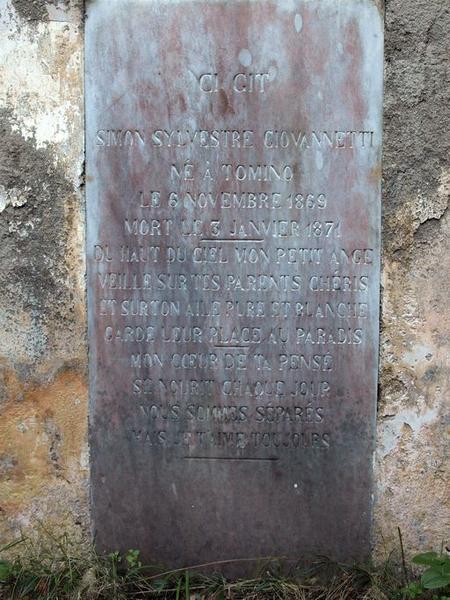 CI GIT
SIMON SYLVESTRE GIOVANNETTI
NÉ À TOMINO
LE 6 NOVEMBRE 1869
MORT LE 3 JANVIER 1871
DU HAUT DU CIEL MON PETIT ANGE
VEILLE SUR TES PARENTS CHÉRIS
ET SUR TON AILE PURE ET BLANCHE
GARDE LEUR PLACE AU PARADIS
MON CŒUR DE TA PENSÉ
SE NOURIT CHAQUE JOUR
NOUS SOMMES SÉPARÉS
MAIS JE T'AIME TOUJOURS